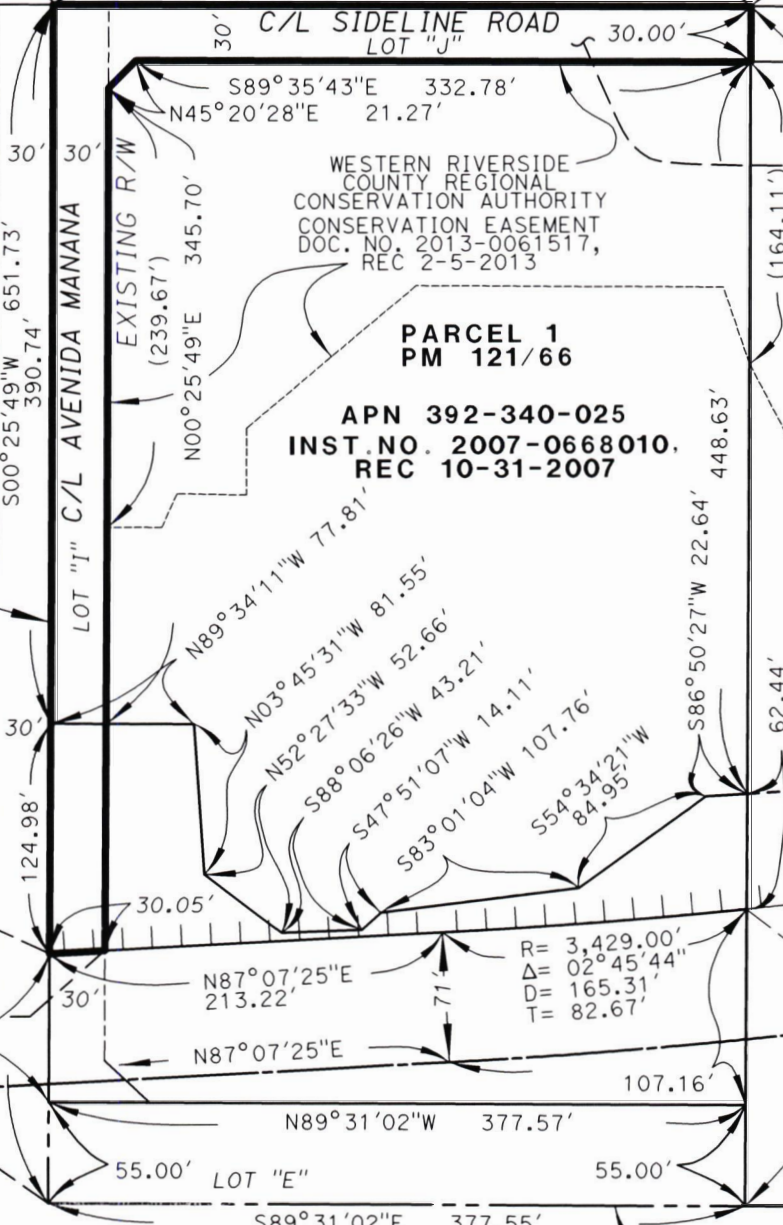 C/L SIDELINE ROAD
LOT "J"
30'
30.00'
S89°35'43"E 332.78'
N45°20'28"E 21.27'
30' 30'
WESTERN RIVERSIDE
COUNTY REGIONAL
CONSERVATION AUTHORITY
CONSERVATION EASEMENT
DOC. NO. 2013-0061517,
REC 2-5-2013
EXISTING R/W
(239.67')
N00°25'49"E 345.70'
S00°25'49"W 651.73'
390.74'
LOT "I" C/L AVENIDA MANANA
(164.11')
PARCEL 1
PM 121/66
APN 392-340-025
INST.NO. 2007-0668010,
REC 10-31-2007
448.63'
N89°34'11"W 77.81'
N03°45'31"W 81.55'
N52°27'33"W 52.66'
S88°06'26"W 43.21'
S47°51'07"W 14.11'
S83°01'04"W 107.76'
S54°34'21"W
84.95'
S86°50'27"W 22.64'
62.44'
30'
124.98'
30.05'
N87°07'25"E
213.22'
30'
71'
R= 3,429.00'
Δ= 02°45'44"
D= 165.31'
T= 82.67'
N87°07'25"E
107.16'
N89°31'02"W 377.57'
55.00' LOT "E" 55.00'
S89°31'02"E 377.55'